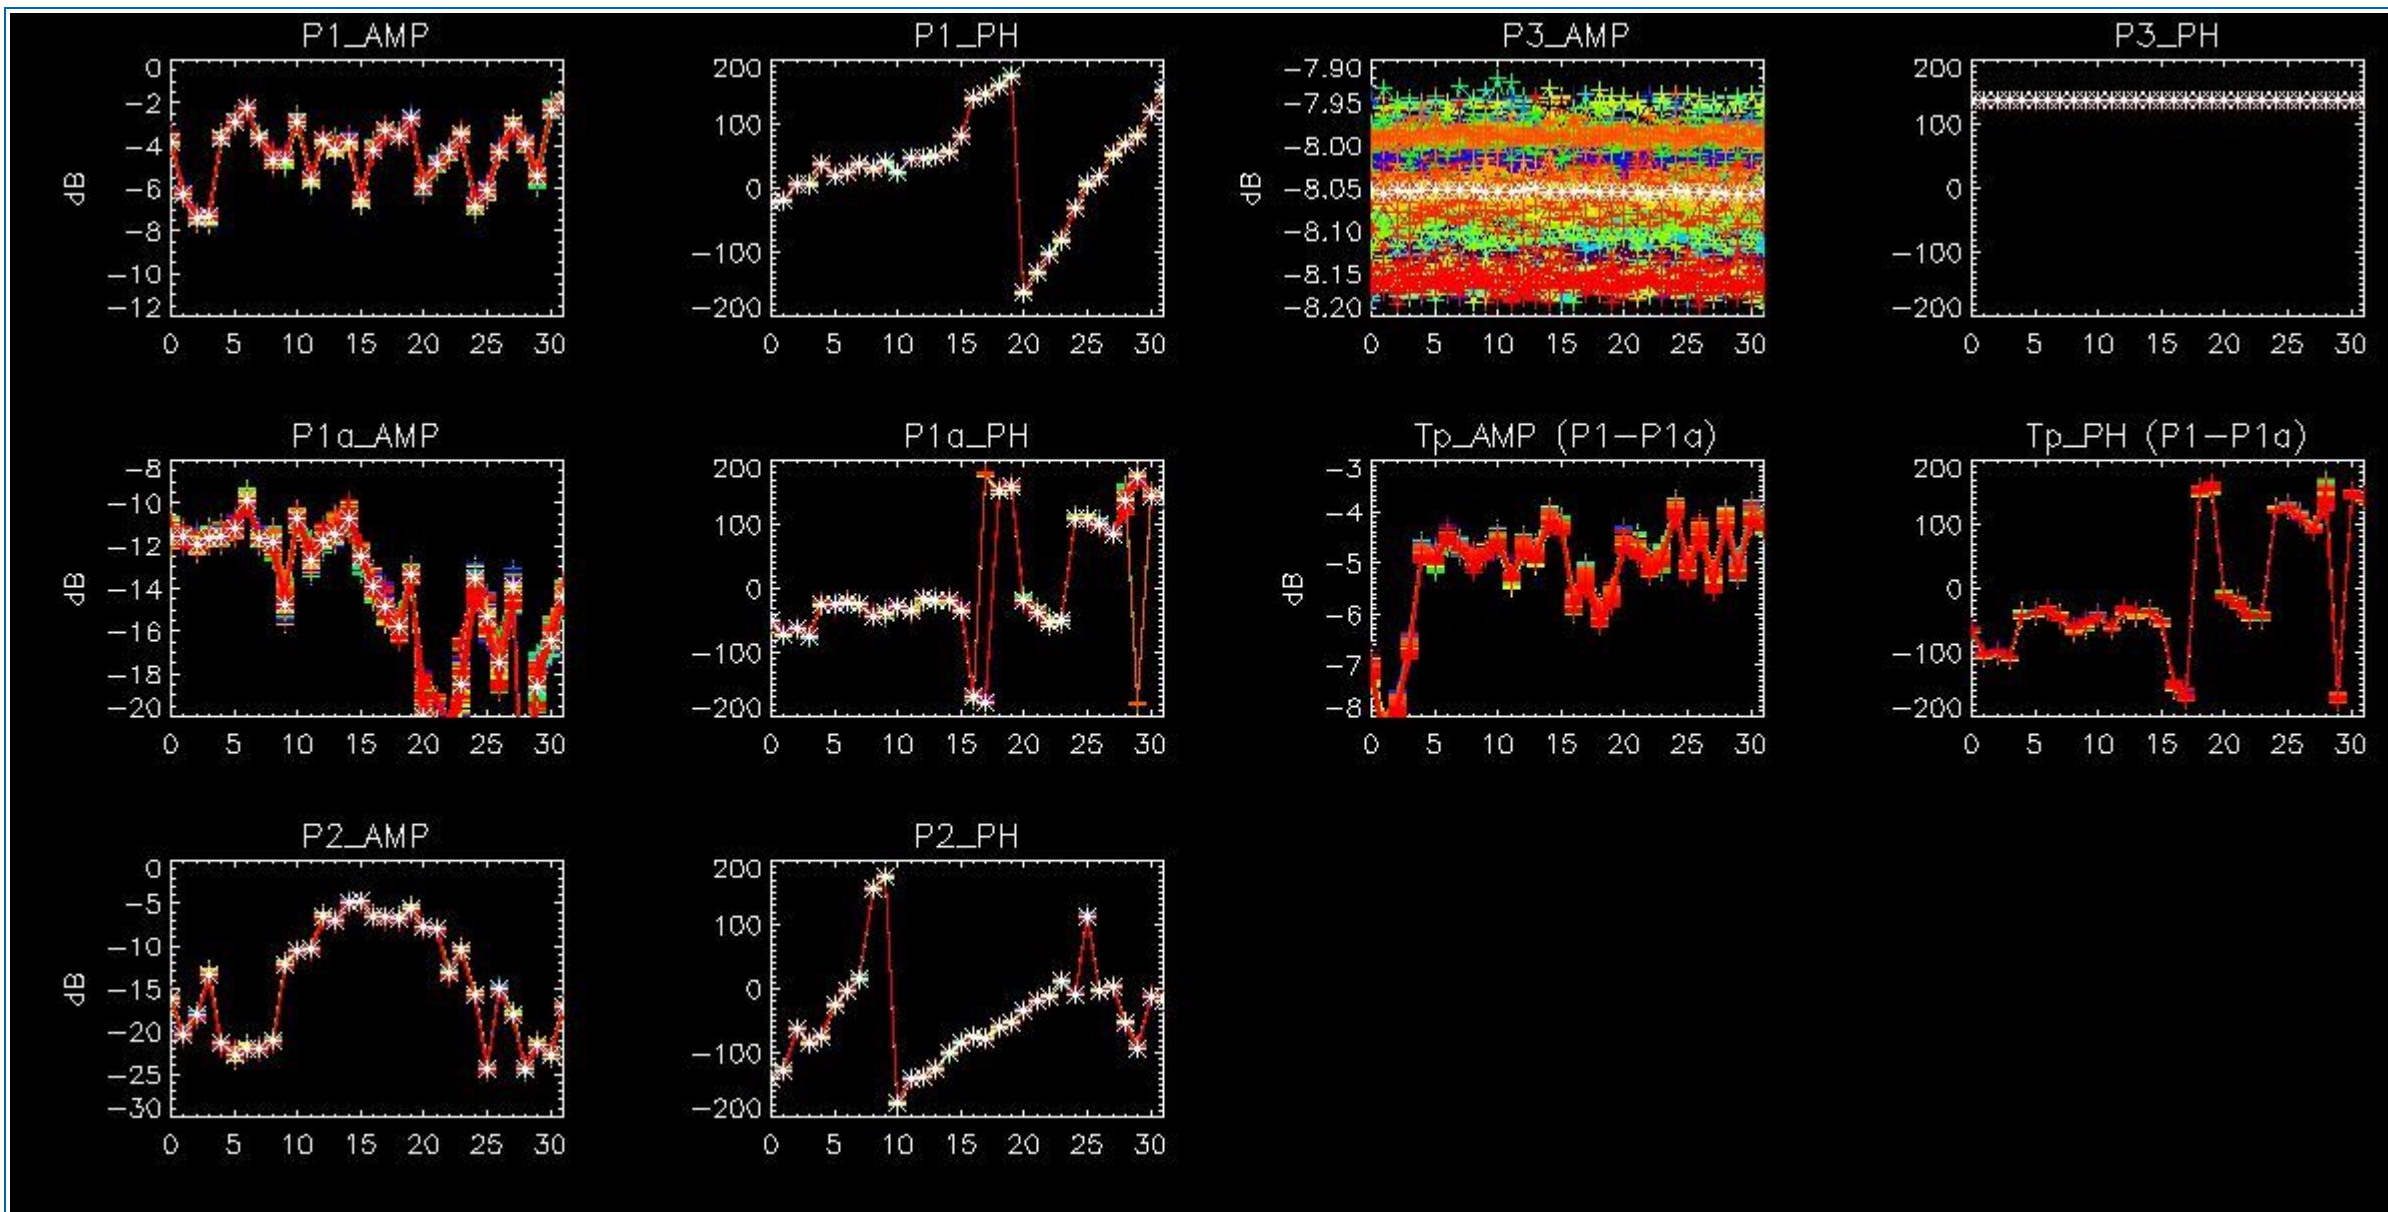 P1_AMP
0
−2
−4
−6
−8
−10
−12
dB
0 5 10 15 20 25 30
P1_PH
200
100
0
−100
−200
0 5 10 15 20 25 30
P3_AMP
−7.90
−7.95
−8.00
−8.05
−8.10
−8.15
−8.20
dB
0 5 10 15 20 25 30
P3_PH
200
100
0
−100
−200
0 5 10 15 20 25 30
P1a_AMP
−8
−10
−12
−14
−16
−18
−20
dB
0 5 10 15 20 25 30
P1a_PH
200
100
0
−100
−200
0 5 10 15 20 25 30
Tp_AMP (P1−P1a)
−3
−4
−5
−6
−7
−8
dB
0 5 10 15 20 25 30
Tp_PH (P1−P1a)
200
100
0
−100
−200
0 5 10 15 20 25 30
P2_AMP
0
−5
−10
−15
−20
−25
−30
dB
0 5 10 15 20 25 30
P2_PH
200
100
0
−100
−200
0 5 10 15 20 25 30